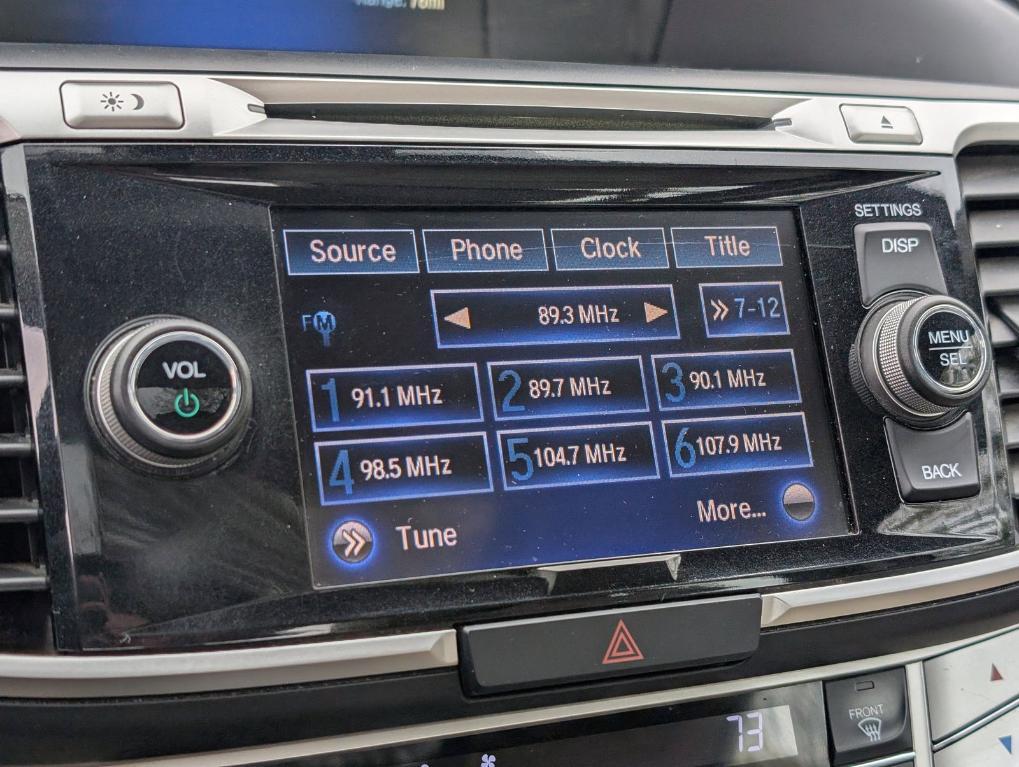 Range: 78mi
SETTINGS
DISP
Source Phone Clock Title
FM
89.3 MHz
7-12
VOL
MENU
SEL
1 91.1 MHz
2 89.7 MHz
3 90.1 MHz
4 98.5 MHz
5 104.7 MHz
6 107.9 MHz
BACK
Tune
More...
FRONT
73